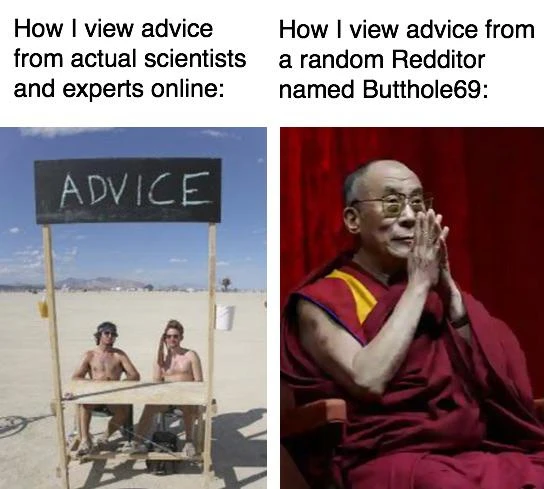 How I view advice
from actual scientists
and experts online:
How I view advice from
a random Redditor
named Butthole69:
ADVICE